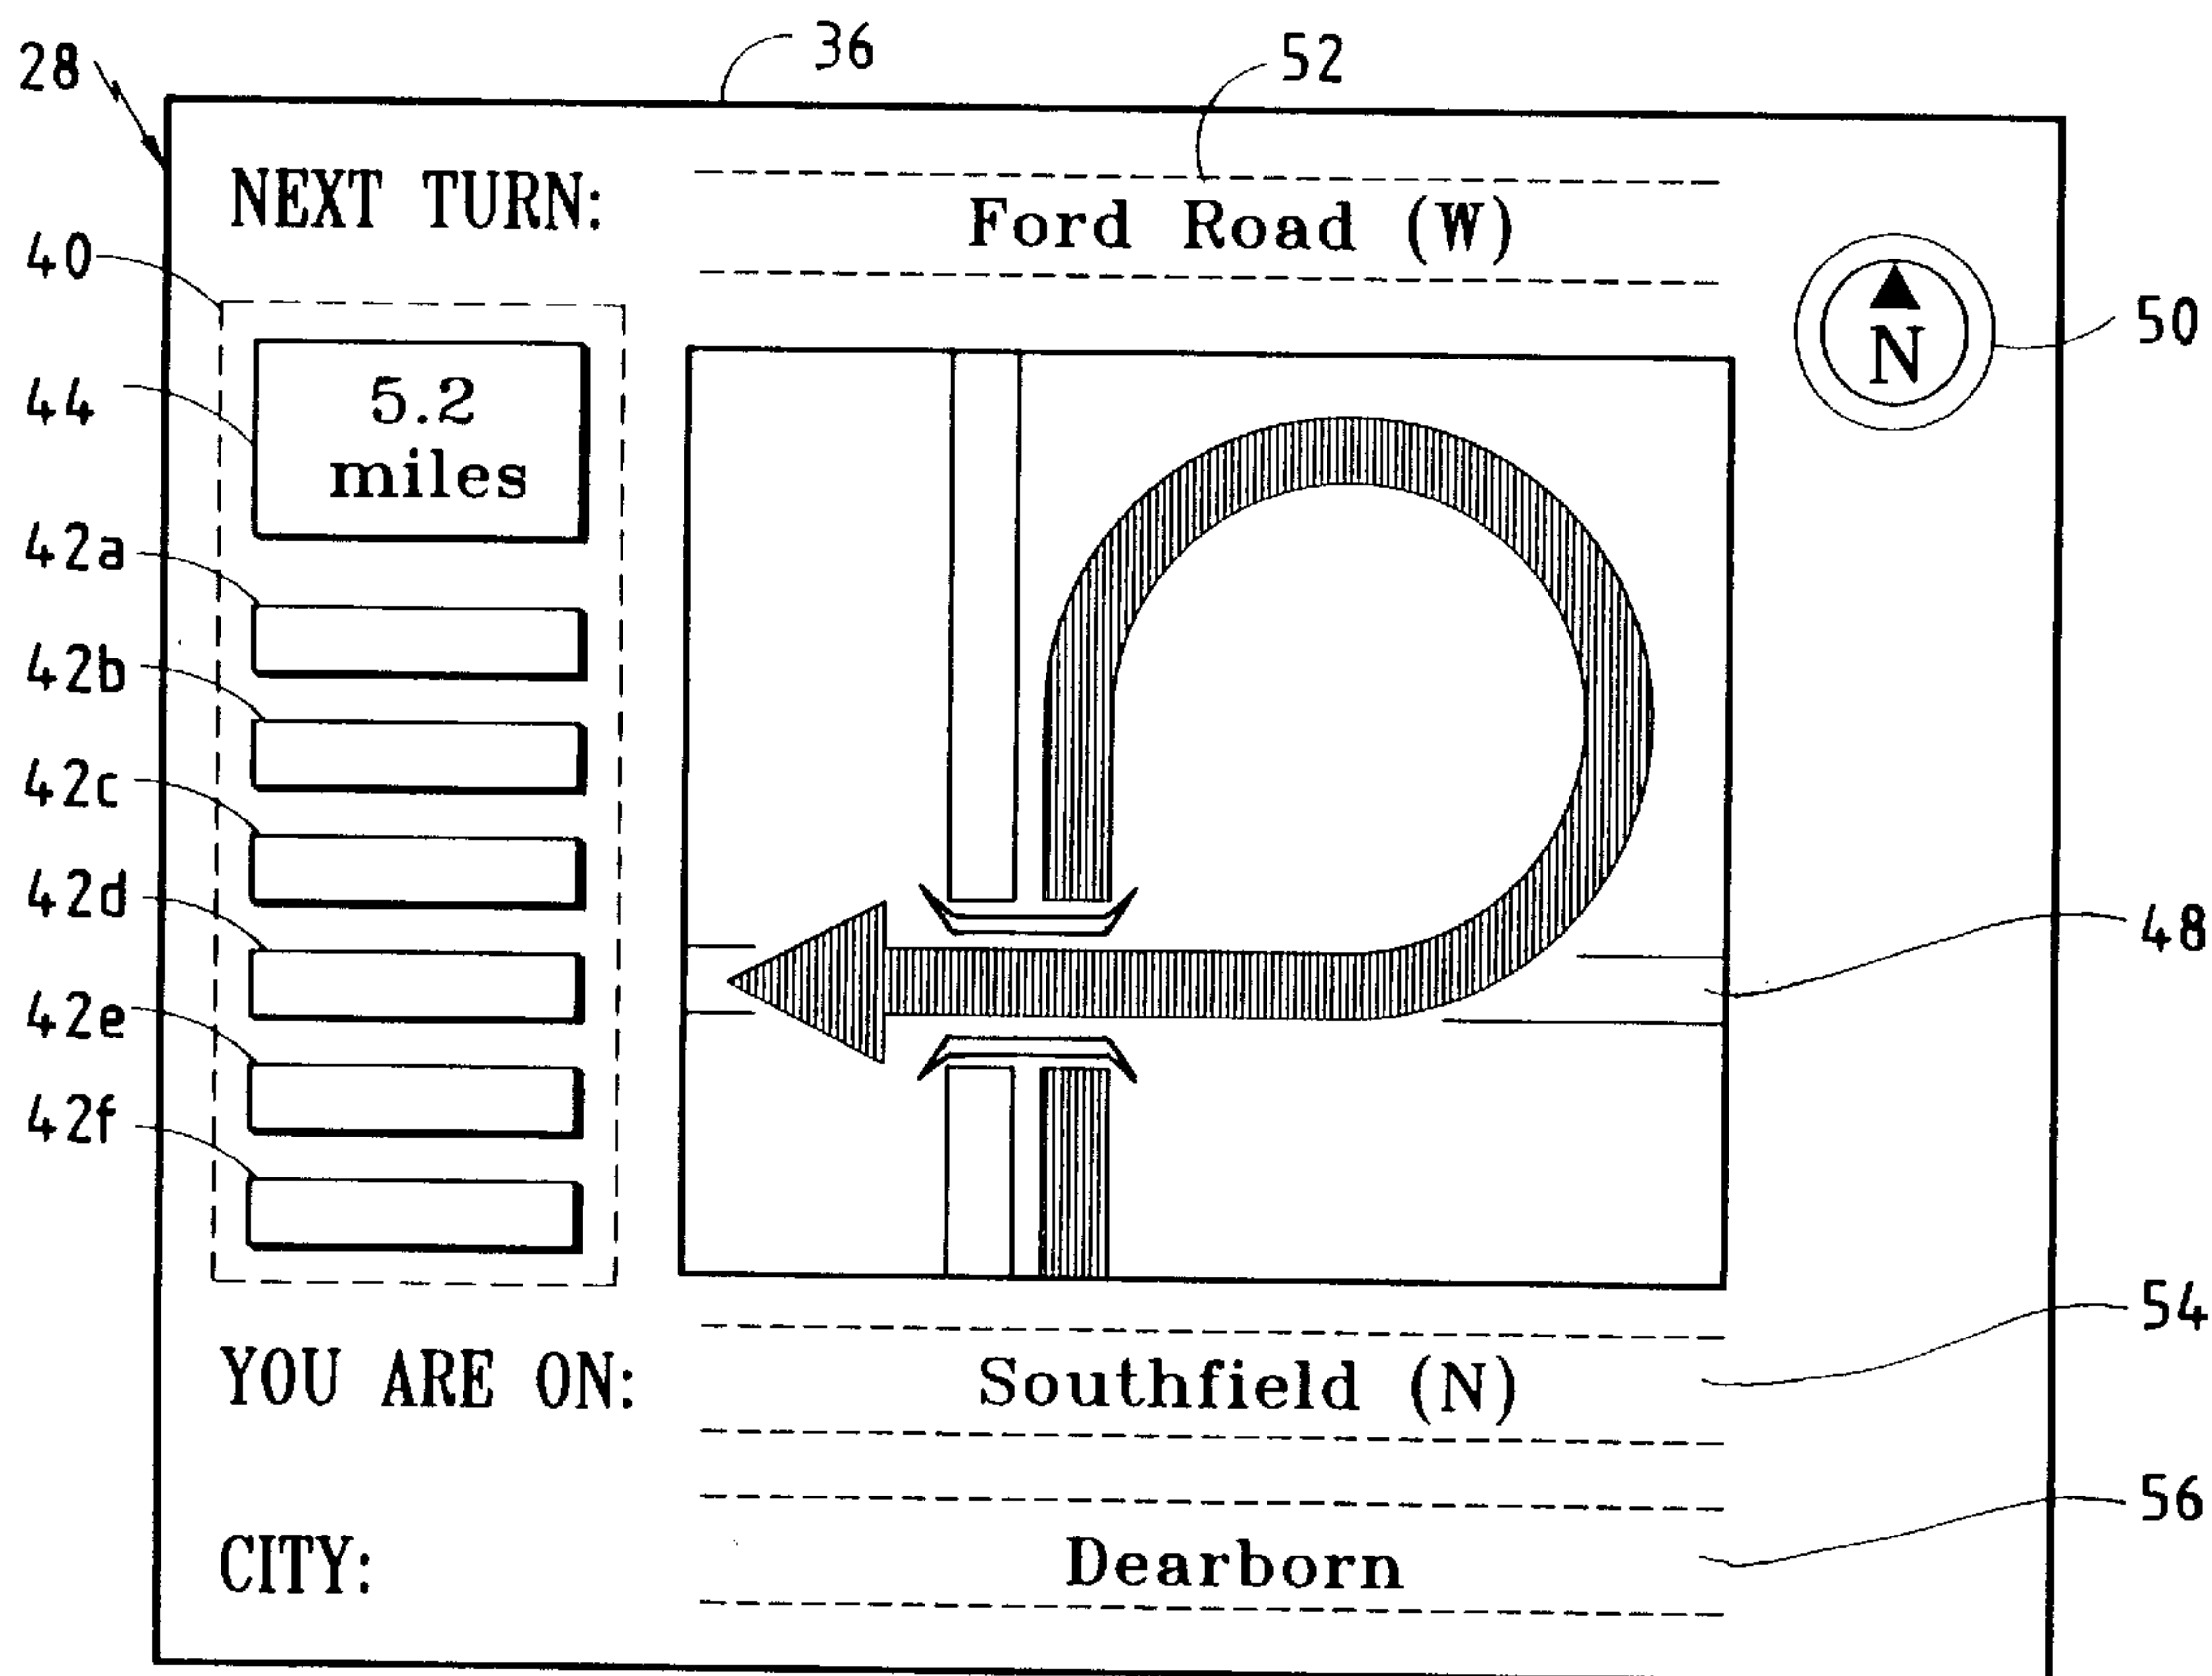 36
52
28
NEXT TURN:
Ford Road (W)
40
N
50
44
5.2
miles
42a
42b
42c
42d
48
42e
42f
54
YOU ARE ON:
Southfield (N)
56
CITY:
Dearborn